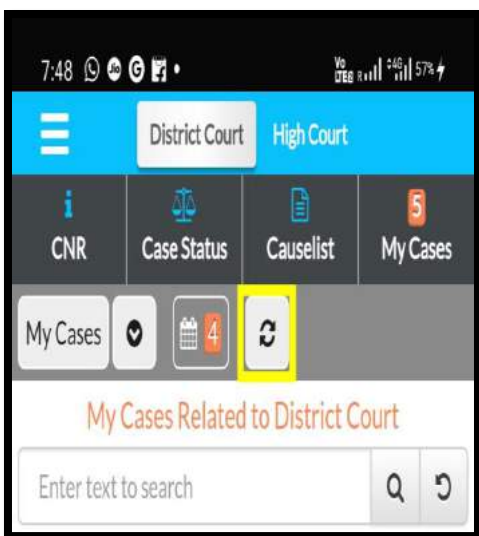 7:48
57%
District Court High Court
5
CNR Case Status Causelist My Cases
My Cases 4
My Cases Related to District Court
Enter text to search